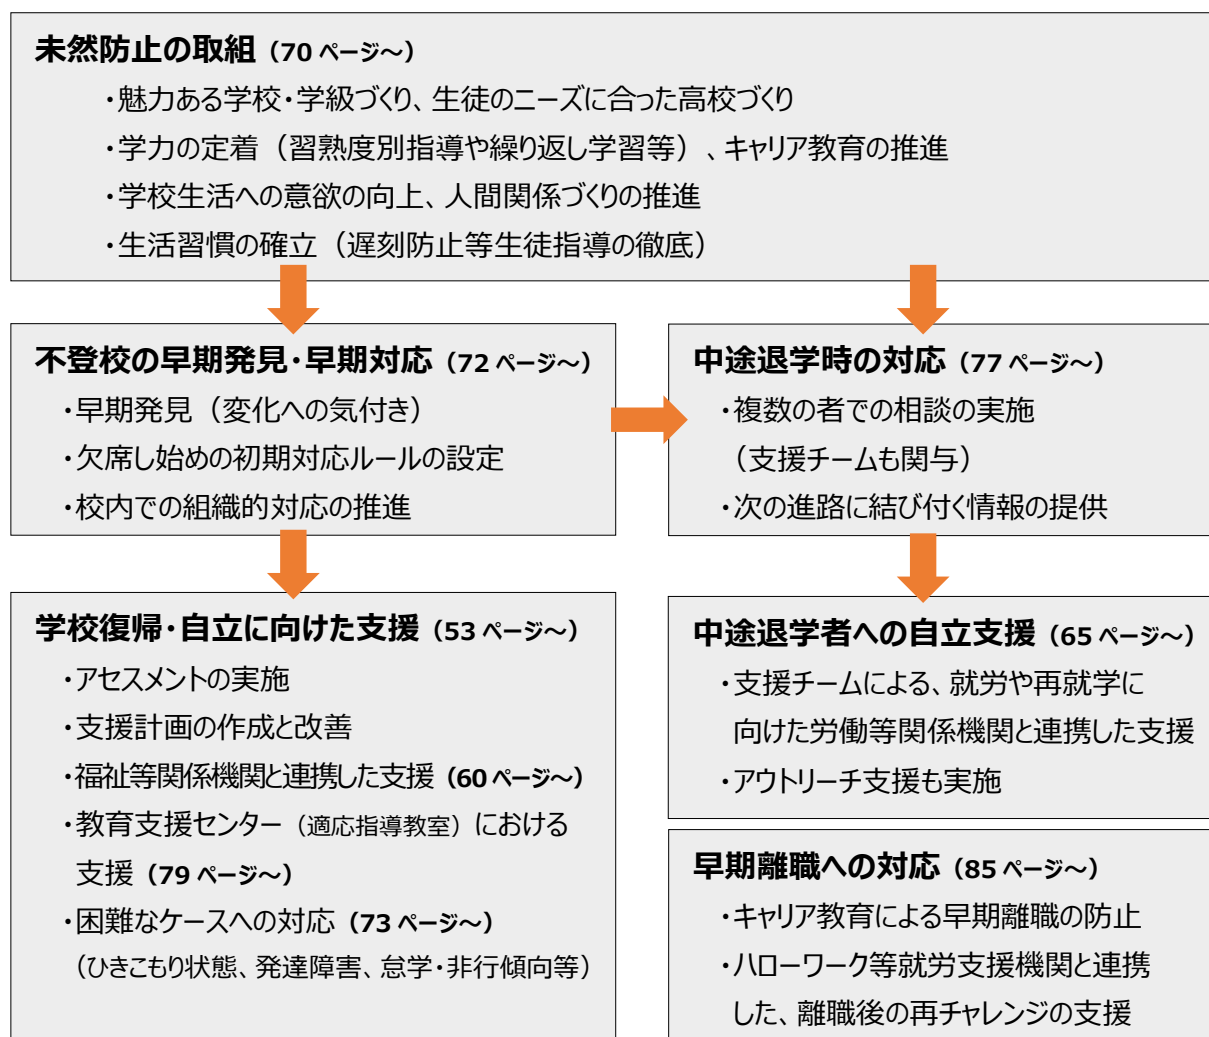 未然防止の取組（70 ページ～）
・魅力ある学校・学級づくり、生徒のニーズに合った高校づくり
・学力の定着（習熟度別指導や繰り返し学習等）、キャリア教育の推進
・学校生活への意欲の向上、人間関係づくりの推進
・生活習慣の確立（遅刻防止等生徒指導の徹底）
不登校の早期発見・早期対応（72 ページ～）
・早期発見（変化への気付き）
・欠席し始めの初期対応ルールの設定
・校内での組織的対応の推進
中途退学時の対応（77 ページ～）
・複数の者での相談の実施
（支援チームも関与）
・次の進路に結び付く情報の提供
学校復帰・自立に向けた支援（53 ページ～）
・アセスメントの実施
・支援計画の作成と改善
・福祉等関係機関と連携した支援（60 ページ～）
・教育支援センター（適応指導教室）における
支援（79 ページ～）
・困難なケースへの対応（73 ページ～）
（ひきこもり状態、発達障害、怠学・非行傾向等）
中途退学者への自立支援（65 ページ～）
・支援チームによる、就労や再就学に
向けた労働等関係機関と連携した支援
・アウトリーチ支援も実施
早期離職への対応（85 ページ～）
・キャリア教育による早期離職の防止
・ハローワーク等就労支援機関と連携
した、離職後の再チャレンジの支援